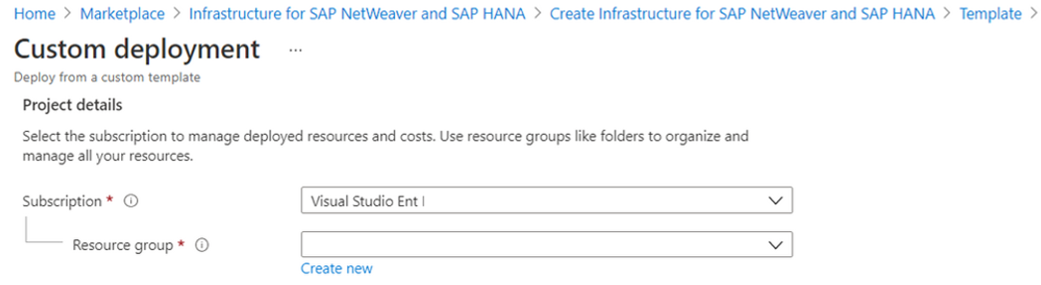 Home > Marketplace > Infrastructure for SAP NetWeaver and SAP HANA > Create Infrastructure for SAP NetWeaver and SAP HANA > Template >
Custom deployment ...
Deploy from a custom template
Project details
Select the subscription to manage deployed resources and costs. Use resource groups like folders to organize and
manage all your resources.
Subscription *
Visual Studio Ent
Resource group *
Create new